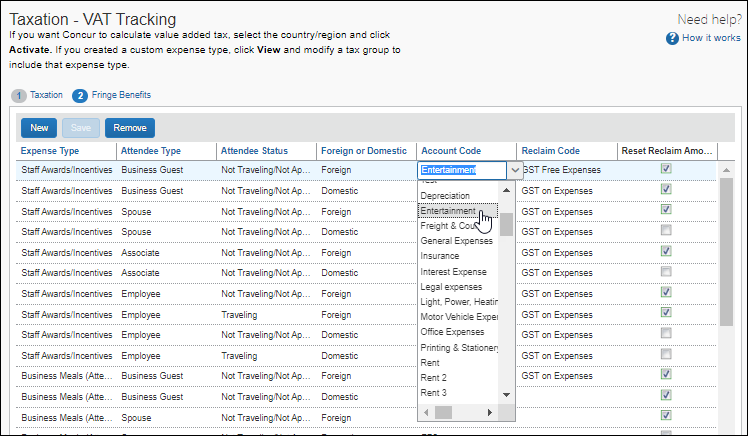 Taxation - VAT Tracking
Need help?
If you want Concur to calculate value added tax, select the country/region and click
? How it works
Activate. If you created a custom expense type, click View and modify a tax group to
include that expense type.
1 Taxation 2 Fringe Benefits
New Save Remove
Expense Type Attendee Type Attendee Status Foreign or Domestic Account Code Reclaim Code Reset Reclaim Amo...
Staff Awards/Incentives Business Guest Not Traveling/Not Ap... Foreign Entertainment GST Free Expenses
Staff Awards/Incentives Business Guest Not Traveling/Not Ap... Domestic Depreciation GST on Expenses
Staff Awards/Incentives Spouse Not Traveling/Not Ap... Foreign Entertainment GST on Expenses
Staff Awards/Incentives Spouse Not Traveling/Not Ap... Domestic Freight & Cou GST on Expenses
General Expenses
Staff Awards/Incentives Associate Not Traveling/Not Ap... Foreign Insurance GST on Expenses
Staff Awards/Incentives Associate Not Traveling/Not Ap... Domestic Interest Expense GST on Expenses
Legal expenses
Staff Awards/Incentives Employee Not Traveling/Not Ap... Foreign Light, Power, Heatin GST on Expenses
Staff Awards/Incentives Employee Traveling Foreign Motor Vehicle Expe GST on Expenses
Staff Awards/Incentives Employee Not Traveling/Not Ap... Domestic Office Expenses GST on Expenses
Staff Awards/Incentives Employee Traveling Domestic Printing & Stationery GST on Expenses
Business Meals (Atte... Business Guest Not Traveling/Not Ap... Foreign Rent GST on Expenses
Rent 2
Business Meals (Atte... Business Guest Not Traveling/Not Ap... Domestic Rent 3
Business Meals (Atte... Spouse Not Traveling/Not Ap... Foreign